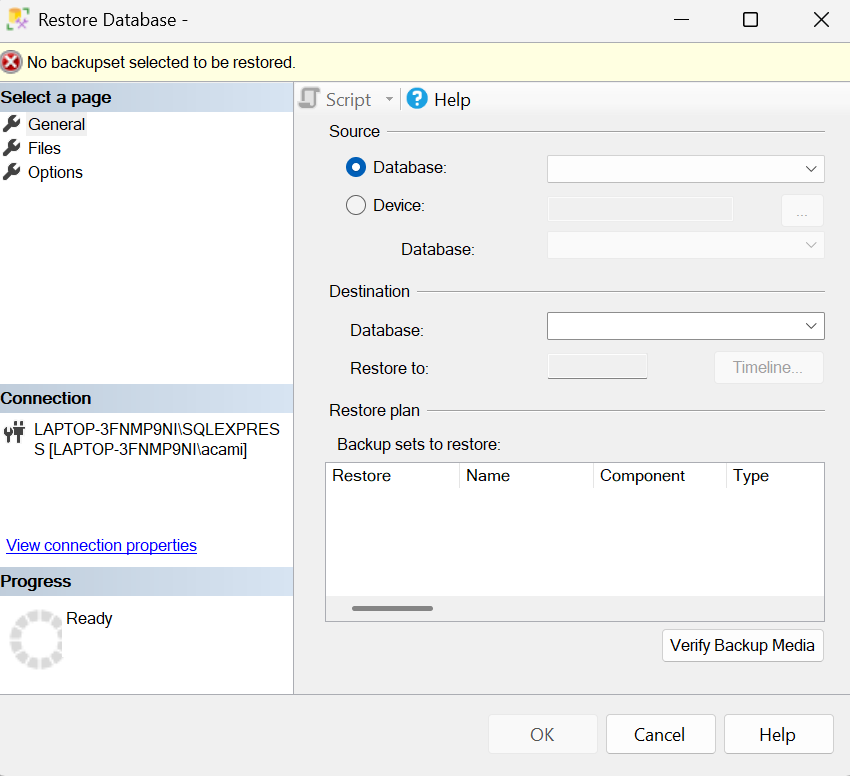 Restore Database -
No backupset selected to be restored.
Select a page
General
Files
Options
Script
Help
Source
Database:
Device:
...
Database:
Destination
Database:
Restore to:
Timeline...
Restore plan
Backup sets to restore:
Restore Name Component Type
Verify Backup Media
Connection
LAPTOP-3FNMP9NI\SQLEXPRES
S [LAPTOP-3FNMP9NI\acami]
View connection properties
Progress
Ready
OK Cancel Help